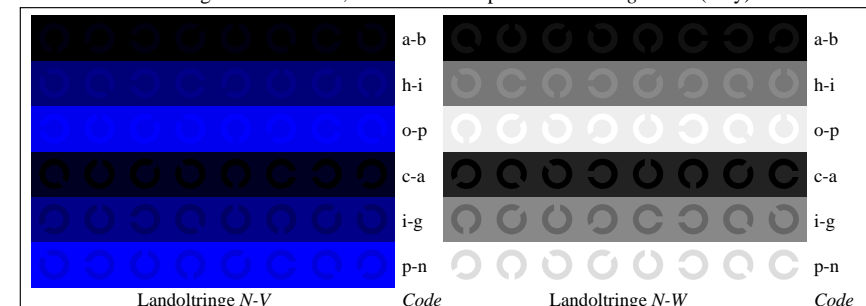 a-b a-b
h-i h-i
o-p o-p
c-a c-a
i-g i-g
p-n p-n
Landoltringe N-V Code Landoltringe N-W Code